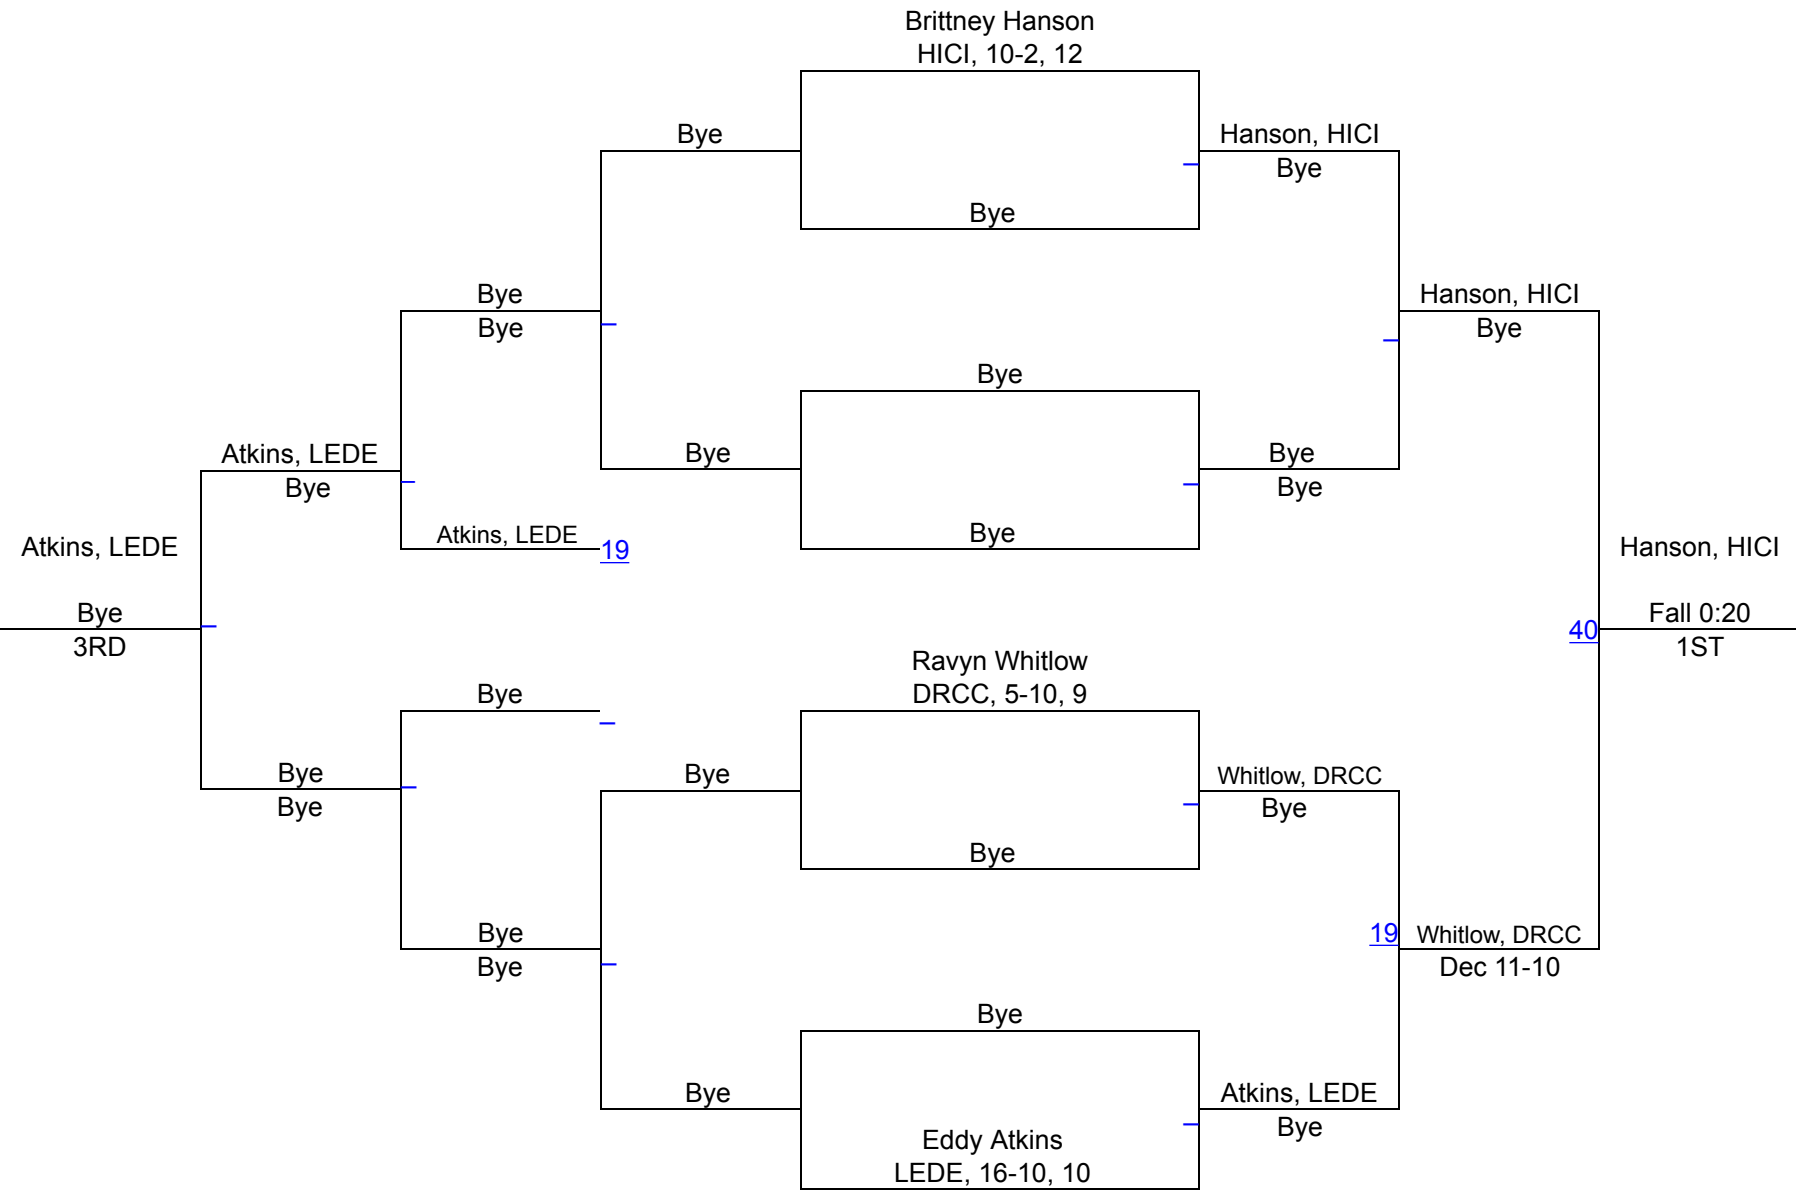 Brittney Hanson
HICI, 10-2, 12
Bye
Hanson, HICI
Bye
Bye
Bye
Bye
Hanson, HICI
Bye
Bye
Atkins, LEDE
Bye
Bye
Bye
Bye
Atkins, LEDE
19
Bye
Atkins, LEDE
Bye
3RD
Hanson, HICI
40
Fall 0:20
1ST
Ravyn Whitlow
DRCC, 5-10, 9
Bye
Bye
Bye
Bye
Whitlow, DRCC
Bye
Bye
Bye
Bye
19
Whitlow, DRCC
Dec 11-10
Bye
Bye
Atkins, LEDE
Bye
Eddy Atkins
LEDE, 16-10, 10